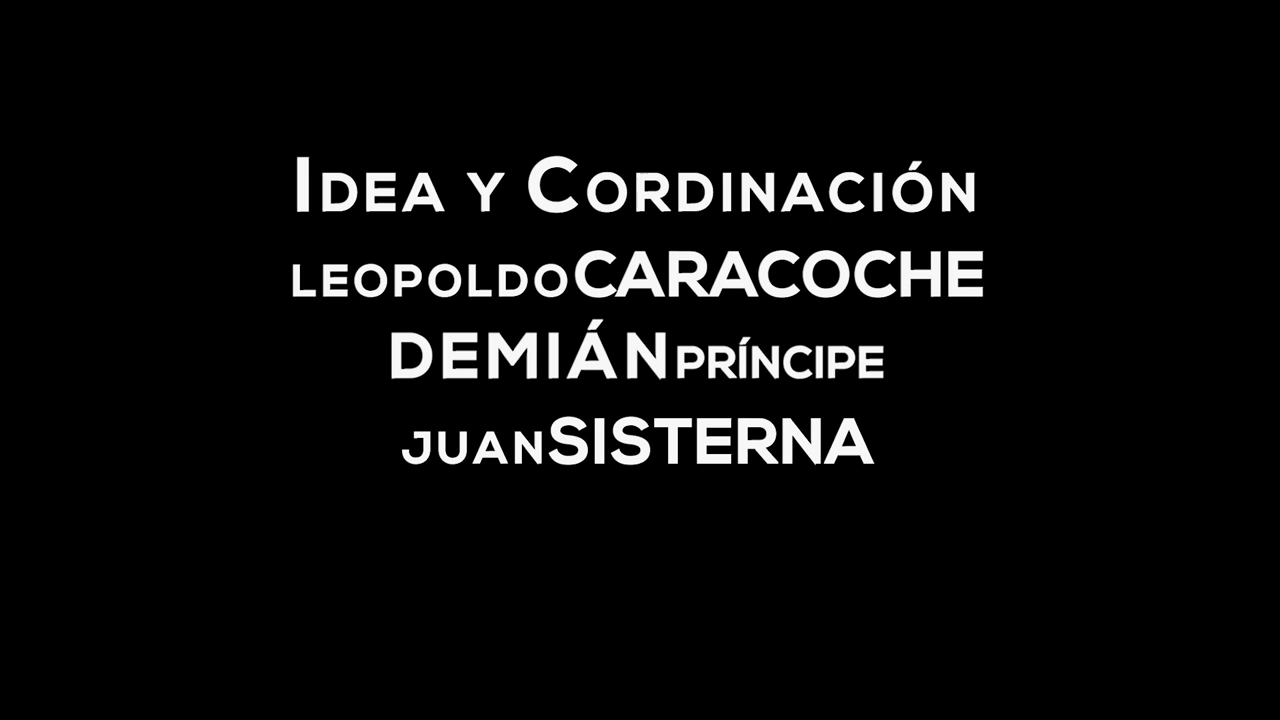 Idea y Cordinación
LEOPOLDOCARACOCHE
DEMIÁNPRÍNCIPE
JUANSISTERNA